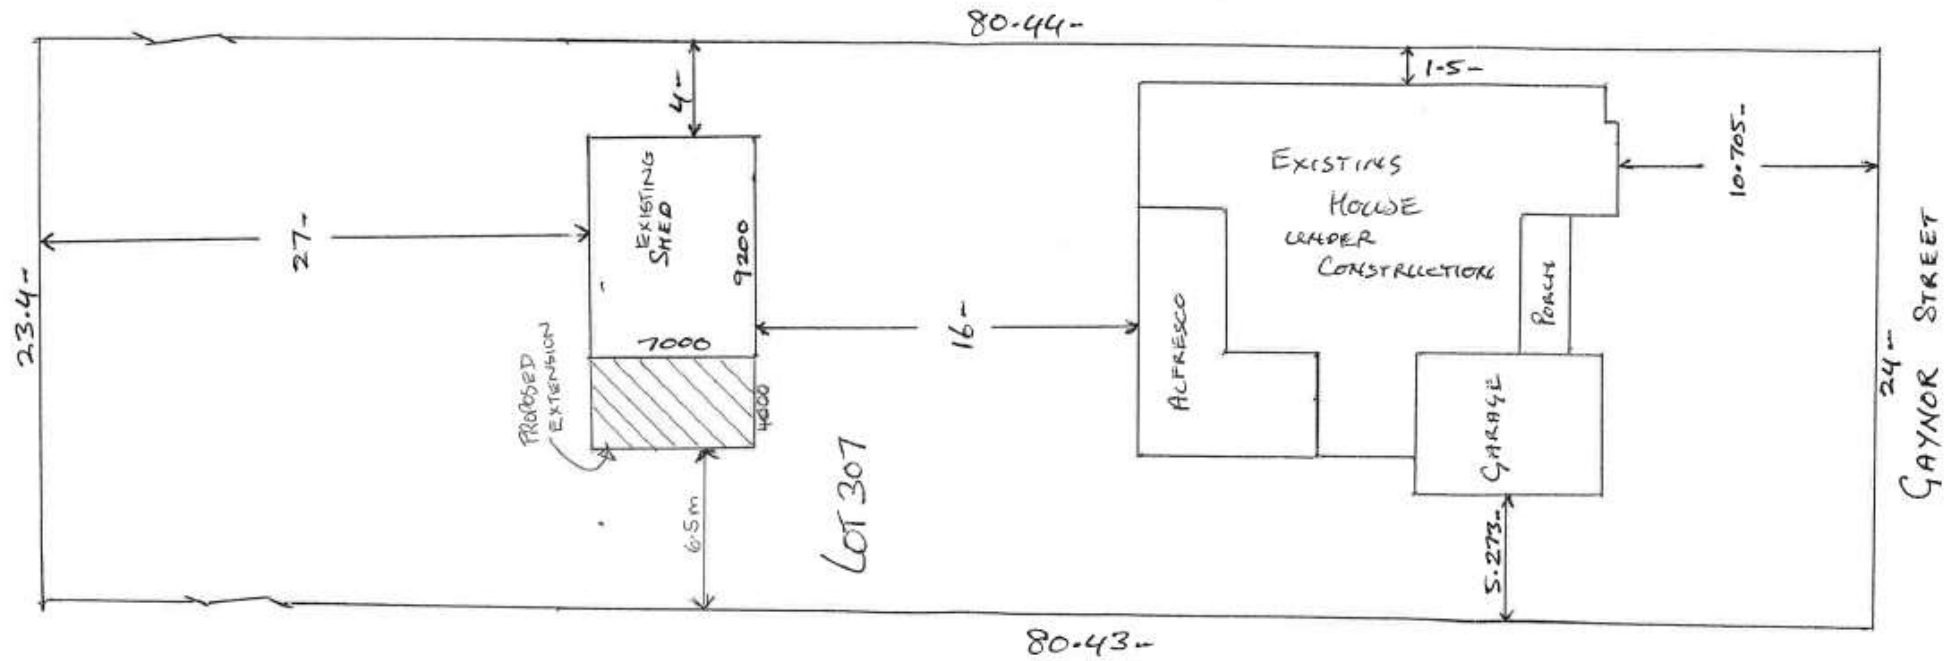 80.44-
4-
1.5-
10.705-
EXISTING
SHED
9200
7000
27-
23.4-
16-
EXISTING
HOUSE
UNDER
CONSTRUCTION
PORCH
ALFRESCO
GARAGE
PROPOSED
EXTENSION
4000
6.5m
LOT 307
5.273-
24-
GAYNOR STREET
80.43-